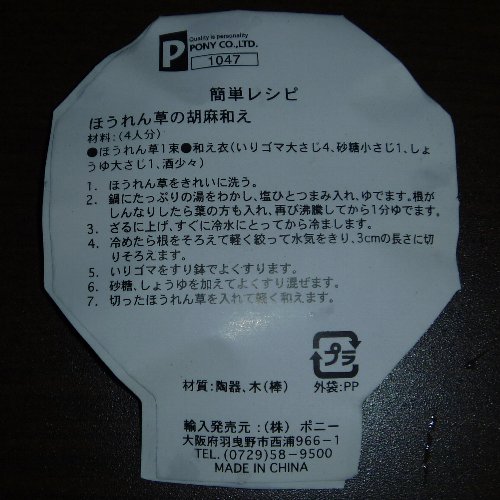 Quality is personality
P PONY CO.,LTD.
1047
簡単レシピ
ほうれん草の胡麻和え
材料:(4人分)
●ほうれん草1束●和え衣(いりゴマ大さじ4、砂糖小さじ1、しょ
うゆ大さじ1、酒少々)
1. ほうれん草をきれいに洗う。
2. 鍋にたっぷりの湯をわかし、塩ひとつまみ入れ、ゆでます。根が
しんなりしたら葉の方も入れ、再び沸騰してから1分ゆでます。
3. ざるに上げ、すぐに冷水にとってから冷まします。
4. 冷めたら根をそろえて軽く絞って水気をきり、3cmの長さに切
りそろえます。
5. いりゴマをすり鉢でよくすります。
6. 砂糖、しょうゆを加えてよくすり混ぜます。
7. 切ったほうれん草を入れて軽く和えます。
プラ
材質:陶器、木(棒) 外袋:PP
輸入発売元:(株) ポニー
大阪府羽曳野市西浦966-1
TEL. (0729)58-9500
MADE IN CHINA